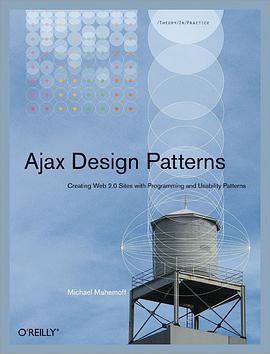 /THEORY/IN/PRACTICE
Ajax Design Patterns
Creating Web 2.0 Sites with Programming and Usability Patterns
Michael Mahemoff
O'REILLY®